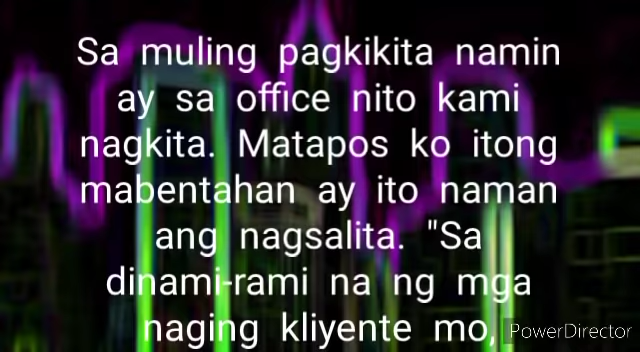 Sa muling pagkikita namin
ay sa office nito kami
nagkita. Matapos ko itong
mabentahan ay ito naman
ang nagsalita. "Sa
dinami-rami na ng mga
naging kliyente mo,
PowerDirector